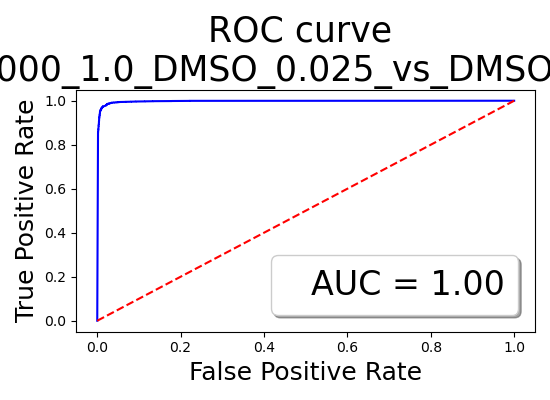 ROC curve
000_1.0_DMSO_0.025_vs_DMSO
True Positive Rate
1.0
0.8
0.6
0.4
0.2
0.0
AUC = 1.00
0.0 0.2 0.4 0.6 0.8 1.0
False Positive Rate